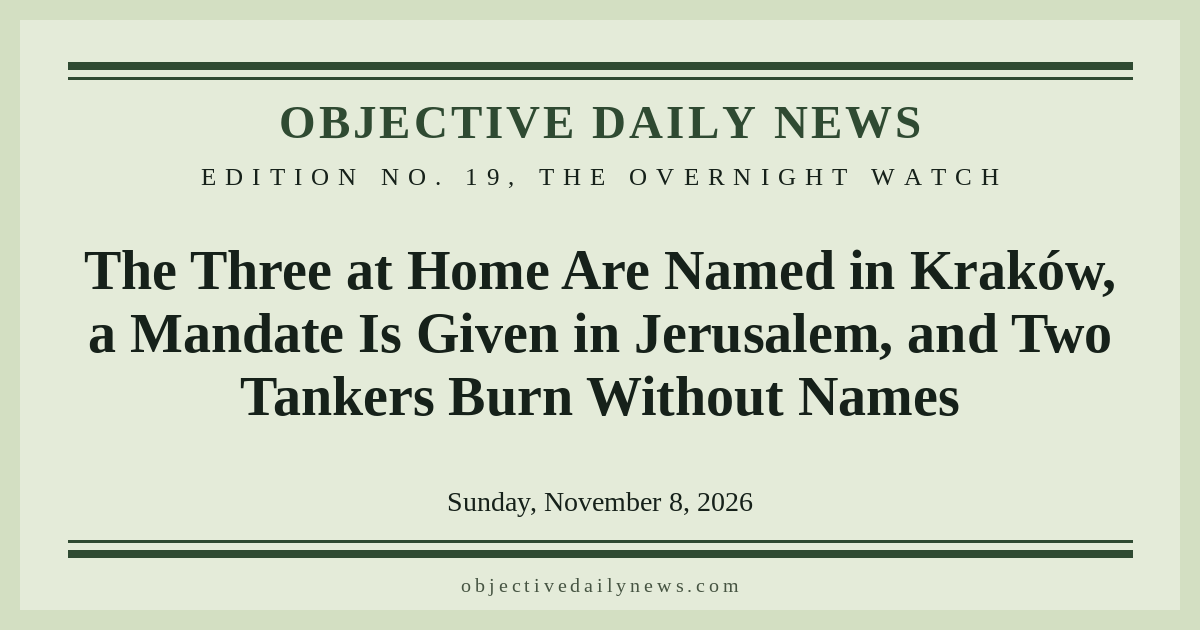 OBJECTIVE DAILY NEWS
EDITION NO. 19, THE OVERNIGHT WATCH
The Three at Home Are Named in Kraków,
a Mandate Is Given in Jerusalem, and Two
Tankers Burn Without Names
Sunday, November 8, 2026
objectivedailynews.com